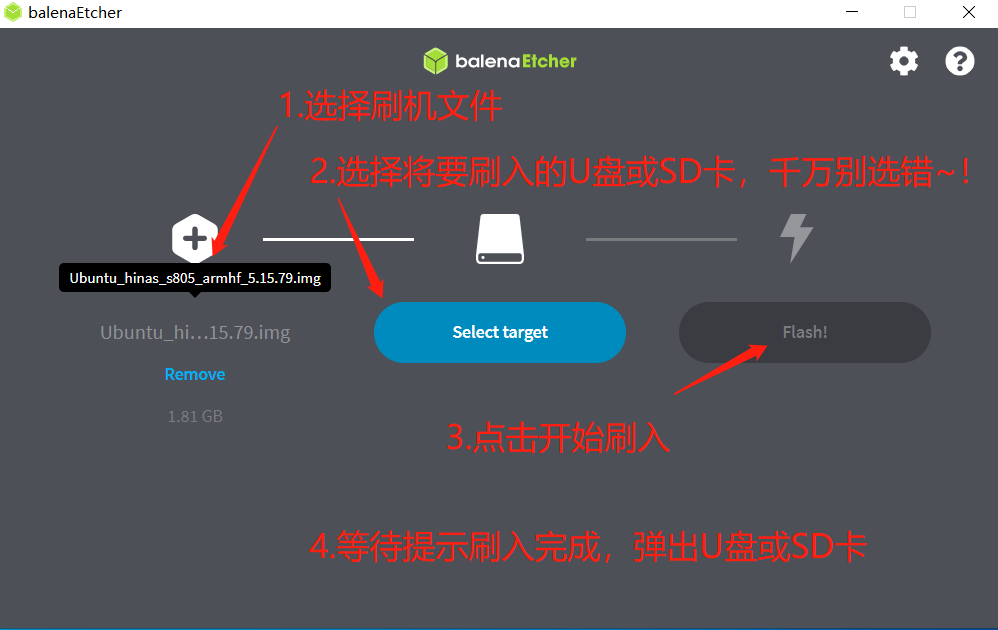 balenaEtcher
balenaEtcher
1.选择刷机文件
2.选择将要刷入的U盘或SD卡，千万别选错~！
Ubuntu_hinas_s805_armhf_5.15.79.img
Ubuntu_hi…15.79.img
Select target
Flash!
Remove
1.81 GB
3.点击开始刷入
4.等待提示刷入完成，弹出U盘或SD卡